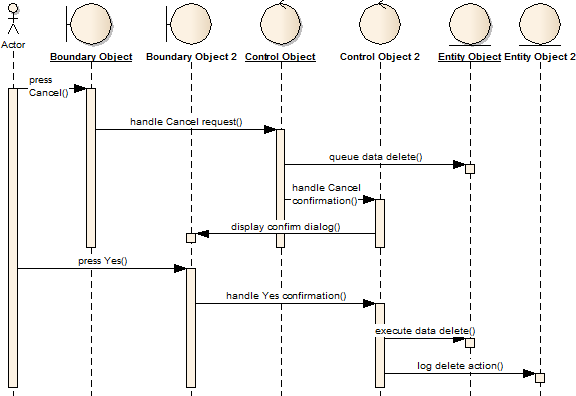 Actor
Boundary Object
Boundary Object 2
Control Object
Control Object 2
Entity Object
Entity Object 2
press
Cancel()
handle Cancel request()
queue data delete()
handle Cancel
confirmation()
display confirm dialog()
press Yes()
handle Yes confirmation()
execute data delete()
log delete action()